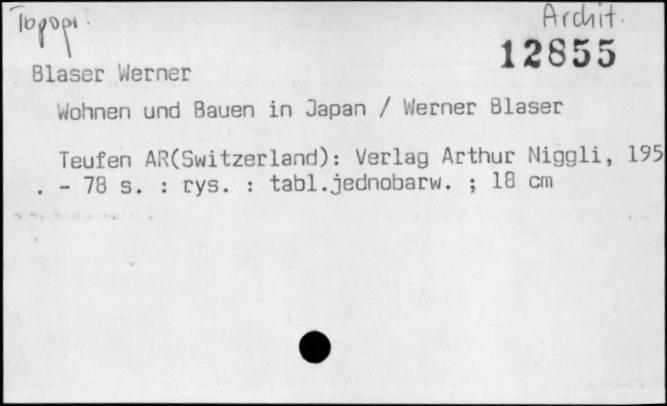 Archit.
12855
Blaser Werner
Wohnen und Bauen in Japan / Werner Blaser
Teufen AR(Switzerland): Verlag Arthur Niggli, 195
. - 78 s. : rys. : tabl.jednobarw. ; 18 cm